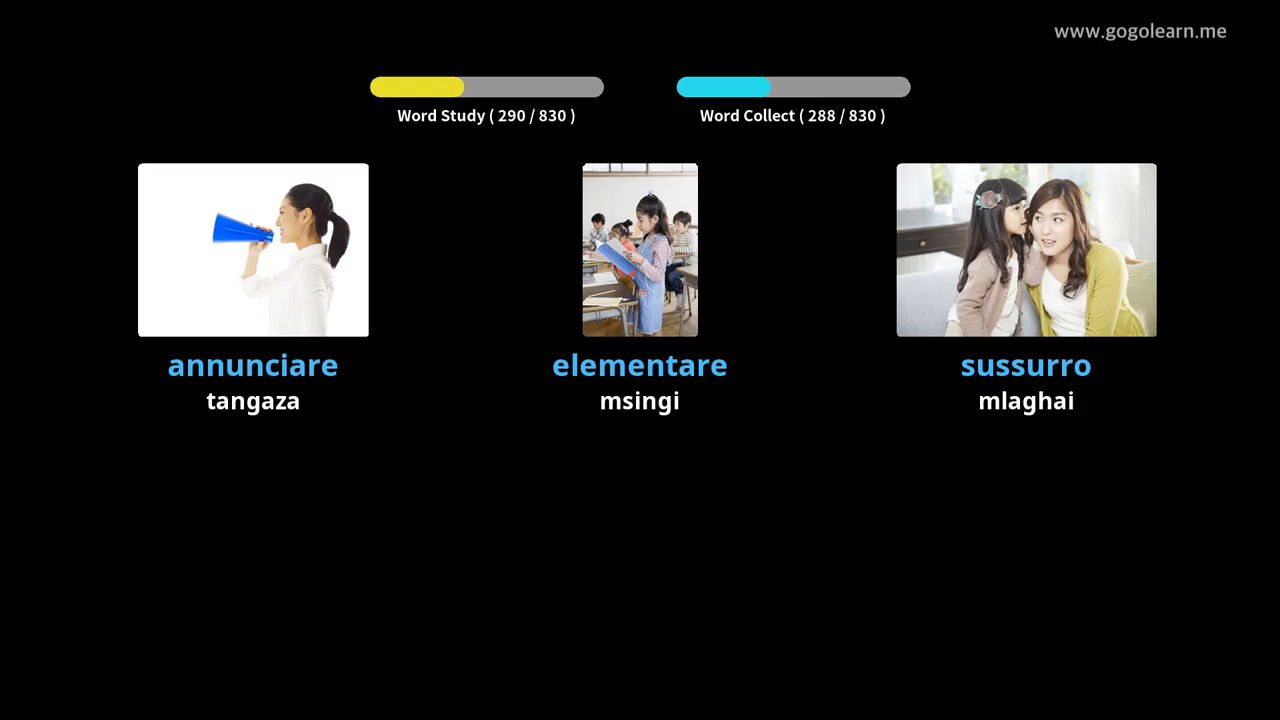 www.gogolearn.me
Word Study ( 290 / 830 )
Word Collect ( 288 / 830 )
annunciare
elementare
sussurro
tangaza
msingi
mlaghai